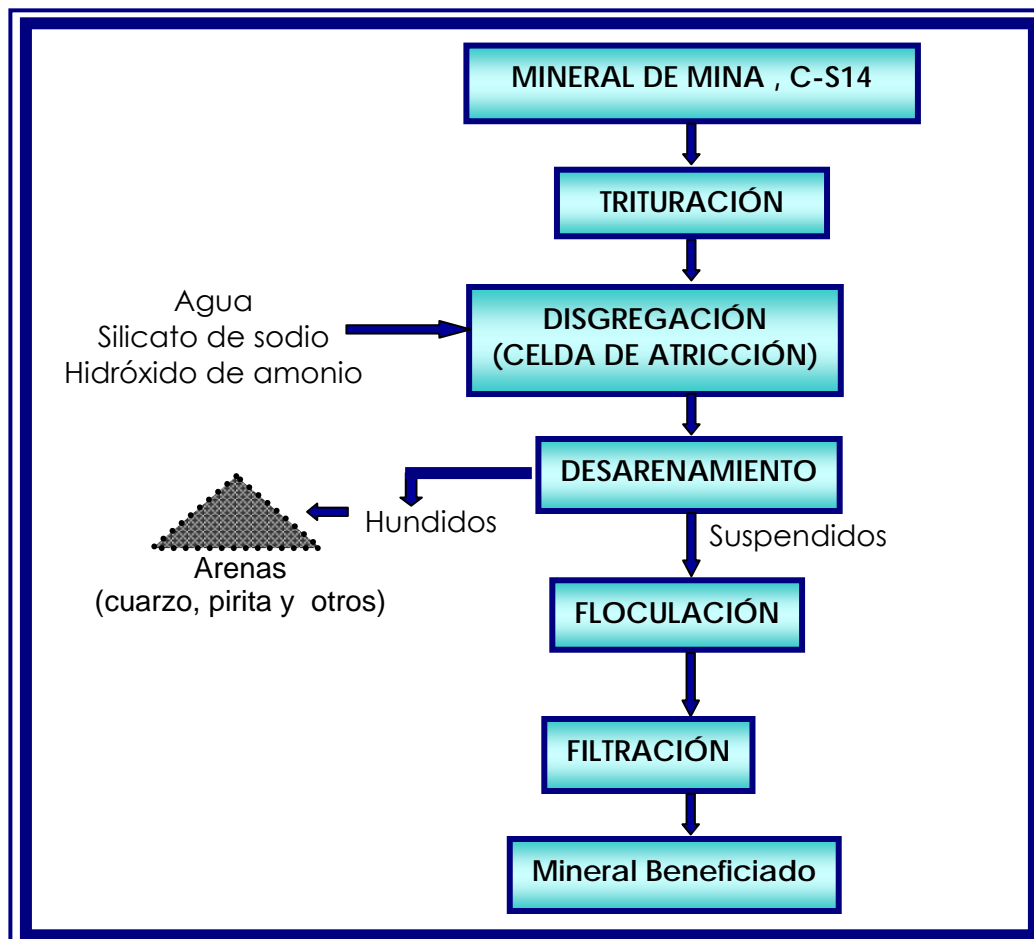 MINERAL DE MINA , C-S14
TRITURACIÓN
Agua
Silicato de sodio
Hidróxido de amonio
DISGREGACIÓN
(CELDA DE ATRICCIÓN)
DESARENAMIENTO
Hundidos
Suspendidos
Arenas
(cuarzo, pirita y otros)
FLOCULACIÓN
FILTRACIÓN
Mineral Beneficiado